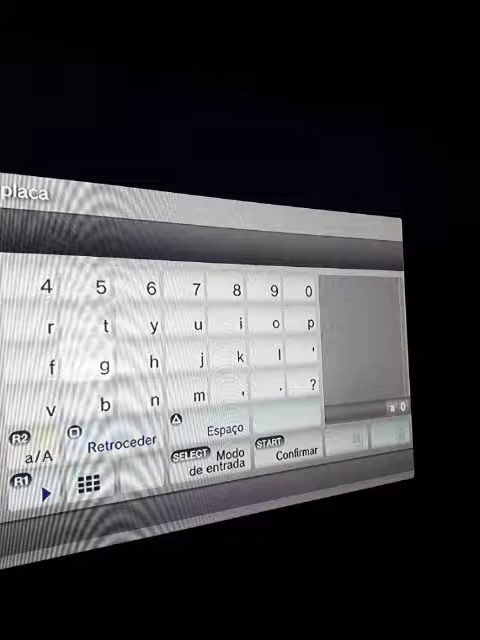 placa
4 5 6 7 8 9 0
r t y u i o p
f g h j k l '
v b n m , . ?
a 0
R2 a/A
Retroceder
Espaço
R1
SELECT Modo de entrada
START Confirmar